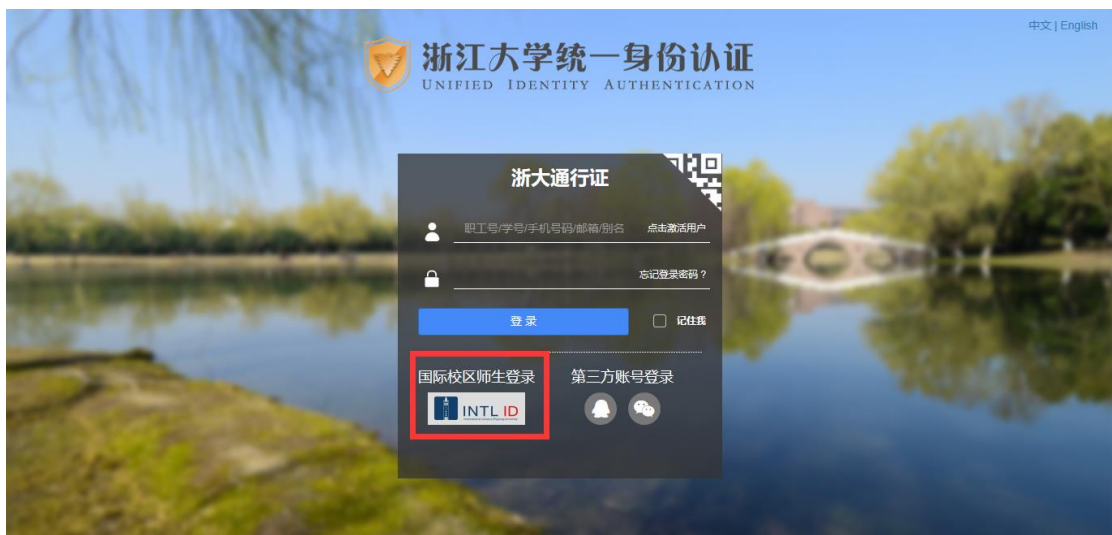 中文 | English
浙江大学统一身份认证
UNIFIED IDENTITY AUTHENTICATION
浙大通行证
职工号/学号/手机号码/邮箱/别名 点击激活用户
忘记登录密码？
登 录 记住我
国际校区师生登录 第三方账号登录
INTL ID